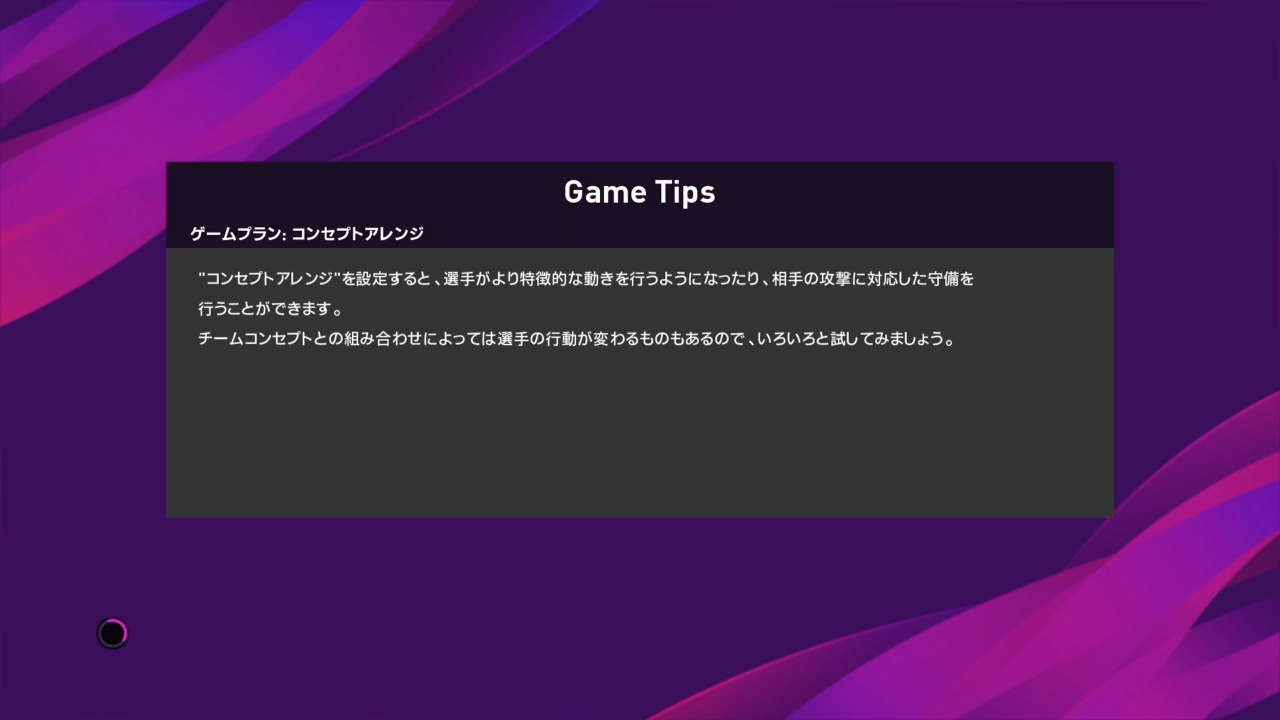 Game Tips
ゲームプラン: コンセプトアレンジ
"コンセプトアレンジ"を設定すると、選手がより特徴的な動きを行うようになったり、相手の攻撃に対応した守備を
行うことができます。
チームコンセプトとの組み合わせによっては選手の行動が変わるものもあるので、いろいろと試してみましょう。